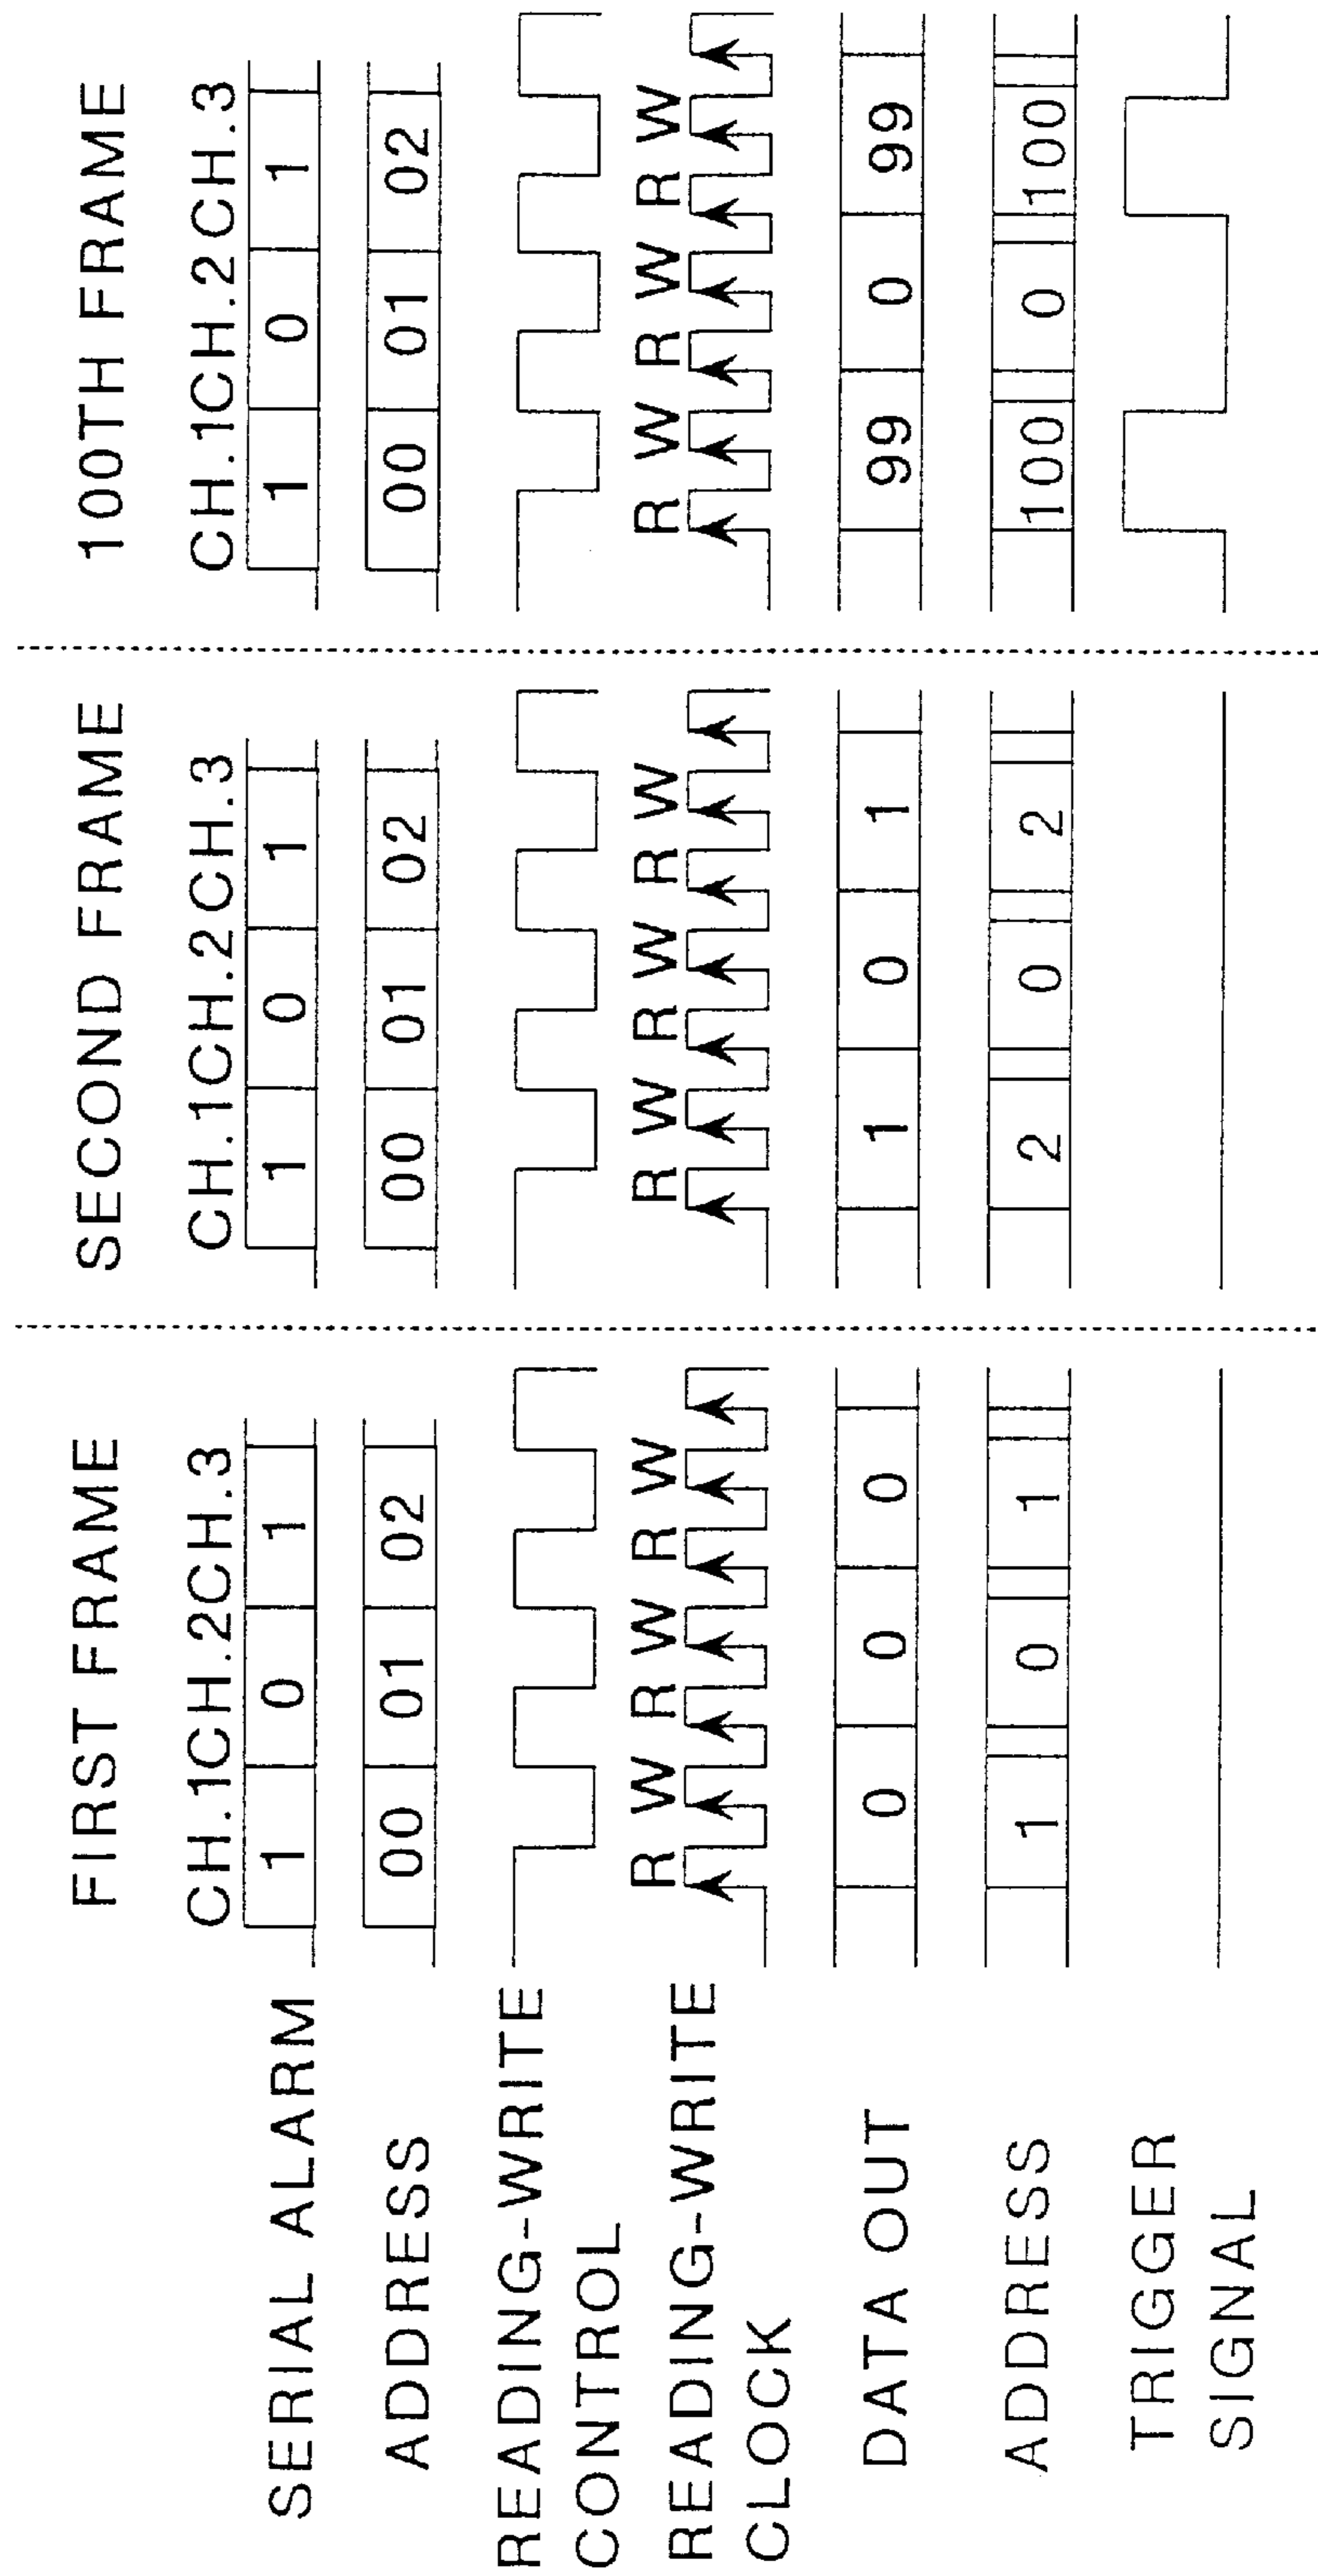 FIRST FRAME SECOND FRAME 100TH FRAME
CH.1CH.2CH.3 CH.1CH.2CH.3 CH.1CH.2CH.3
SERIAL ALARM 1 0 1 1 0 1 1 0 1
ADDRESS 00 01 02 00 01 02 00 01 02
READING-WRITE
CONTROL
R W R W R W R W R W R W R W R W R W
READING-WRITE
CLOCK
DATA OUT 0 0 0 1 0 1 99 0 99
ADDRESS 1 0 1 2 0 2 100 0 100
TRIGGER
SIGNAL